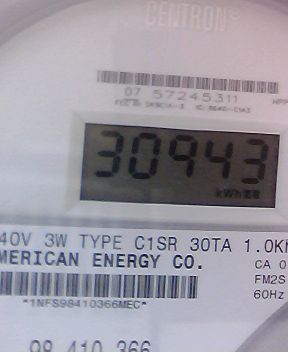 CENTRON®
07 57245311
30943
kWh
40V 3W TYPE C1SR 30TA 1.0K
MERICAN ENERGY CO.
CA 0
FM2S
60Hz
*1NFS98410366MEC*
98 410 366